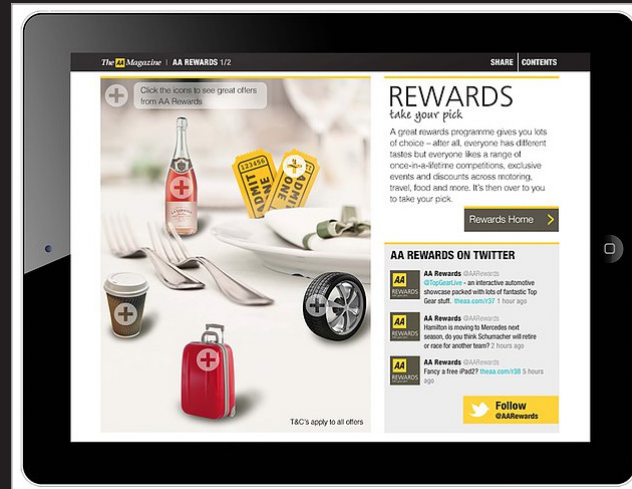 The AA Magazine | AA REWARDS 1/2
SHARE | CONTENTS
Click the icons to see great offers
from AA Rewards
123456
ADMIT
ONE
ADMIT
ONE
T&C's apply to all offers
REWARDS
take your pick
A great rewards programme gives you lots
of choice – after all, everyone has different
tastes but everyone likes a range of
once-in-a-lifetime competitions, exclusive
events and discounts across motoring,
travel, food and more. It's then over to you
to take your pick.
Rewards Home
AA REWARDS ON TWITTER
AA
REWARDS
AA Rewards @AARewards
@TopGearLive - an interactive automotive
showcase packed with lots of fantastic Top
Gear stuff. theaa.com/r37 1 hour ago
AA
REWARDS
AA Rewards @AARewards
Hamilton is moving to Mercedes next
season, do you think Schumacher will retire
or race for another team? 2 hours ago
AA
REWARDS
AA Rewards @AARewards
Fancy a free iPad2? theaa.com/r38 5 hours
ago
Follow
@AARewards